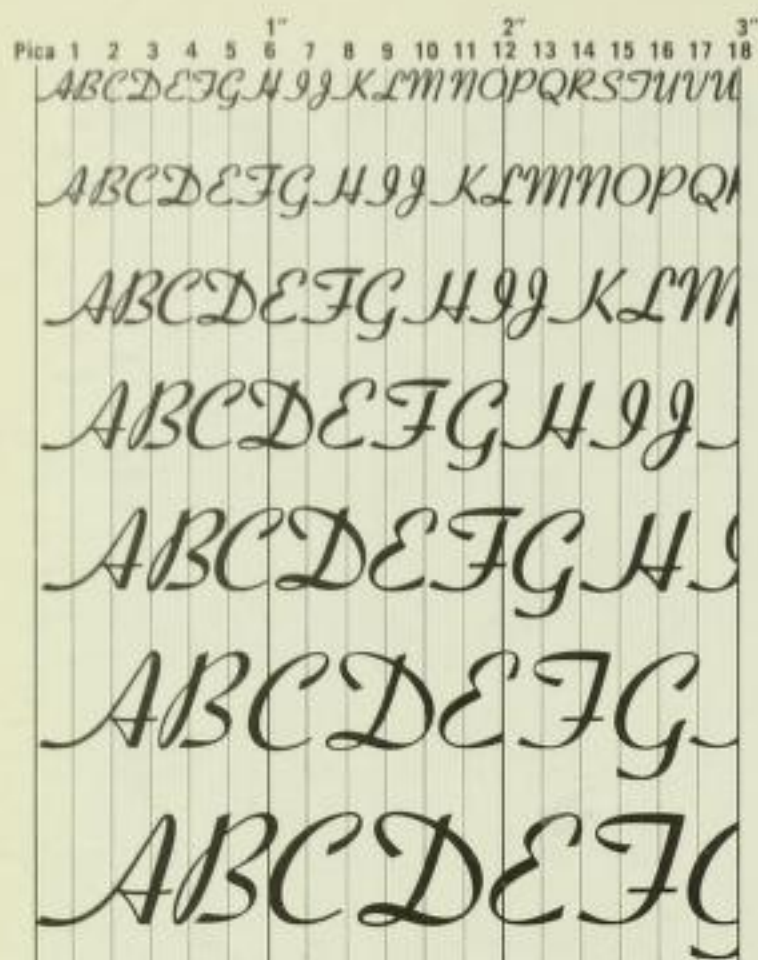 1" 2" 3"
Pica 1 2 3 4 5 6 7 8 9 10 11 12 13 14 15 16 17 18
ABCDEFGHIJKLMNOPQRSTUVU
ABCDEFGHIJKLMNOPQ
ABCDEFGHIJKLM
ABCDEFGHIJ
ABCDEFGH
ABCDEFG
ABCDEF